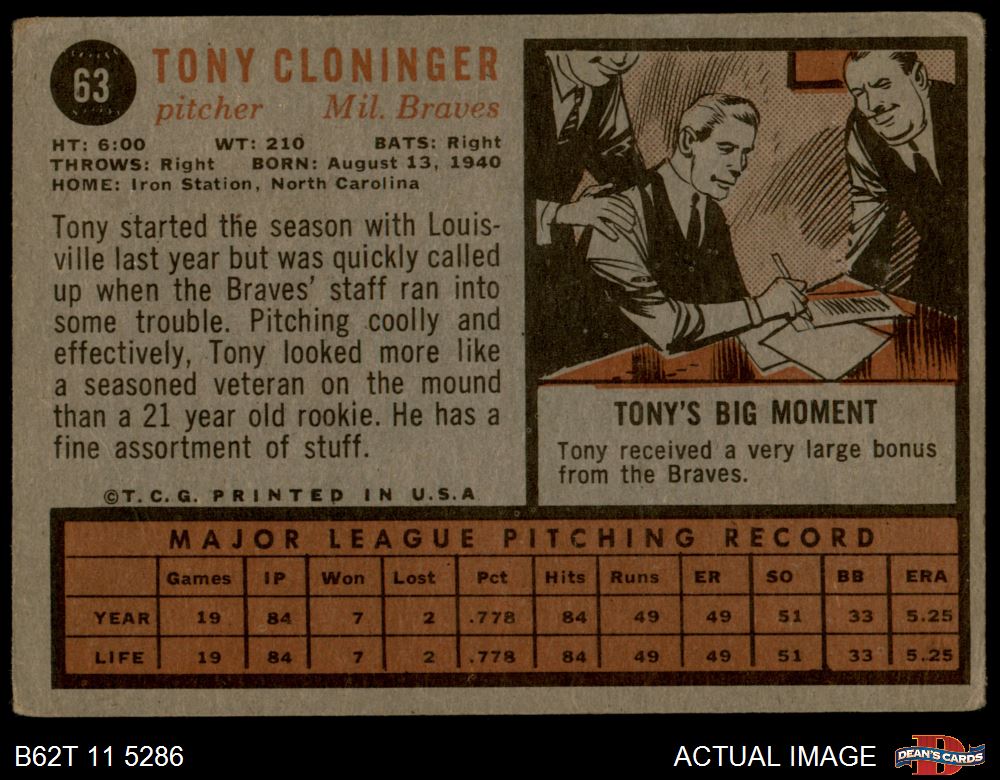 63
TONY CLONINGER
pitcher Mil. Braves
HT: 6:00 WT: 210 BATS: Right
THROWS: Right BORN: August 13, 1940
HOME: Iron Station, North Carolina
Tony started the season with Louis-
ville last year but was quickly called
up when the Braves' staff ran into
some trouble. Pitching coolly and
effectively, Tony looked more like
a seasoned veteran on the mound
than a 21 year old rookie. He has a
fine assortment of stuff.
©T.C.G. PRINTED IN U.S.A
TONY'S BIG MOMENT
Tony received a very large bonus
from the Braves.
MAJOR LEAGUE PITCHING RECORD
Games IP Won Lost Pct Hits Runs ER SO BB ERA
YEAR 19 84 7 2 .778 84 49 49 51 33 5.25
LIFE 19 84 7 2 .778 84 49 49 51 33 5.25
B62T 11 5286
ACTUAL IMAGE
D
DEAN'S CARDS